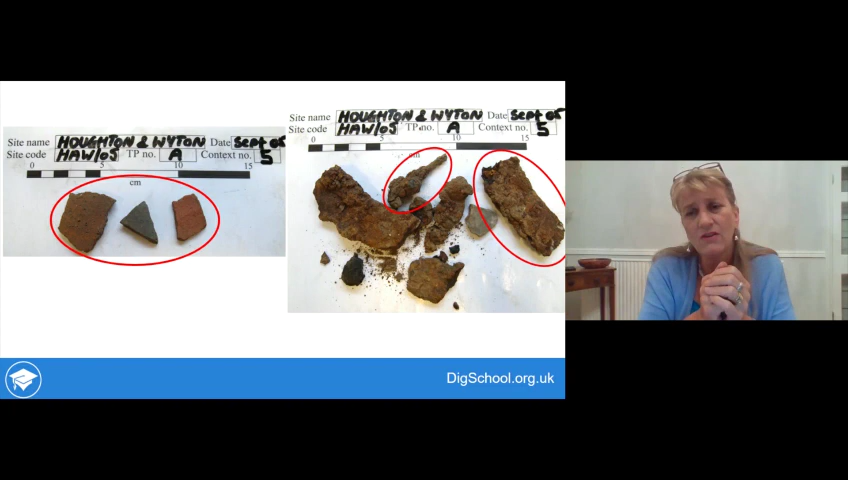 Site name HOUGHTON & WYTON Date Sept 05
Site code HAW/05 TP no. A Context no. 5
0 5 10 15
cm
Site name HOUGHTON & WYTON Date Sept 05
Site code HAW/05 TP no. A Context no. 5
0 5 10 15
cm
DigSchool.org.uk